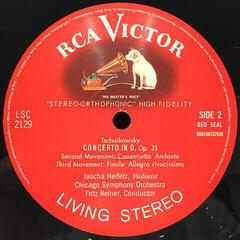 RCA VICTOR
"HIS MASTER'S VOICE"
"STEREO-ORTHOPHONIC" HIGH FIDELITY
LSC
2129
SIDE 2
RED SEAL
Tschaikowsky
CONCERTO IN D, Op. 35
Second Movement: Canzonetta: Andante
Third Movement: Finale: Allegro vivacissimo
Jascha Heifetz, Violinist
Chicago Symphony Orchestra
Fritz Reiner, Conductor
LIVING STEREO